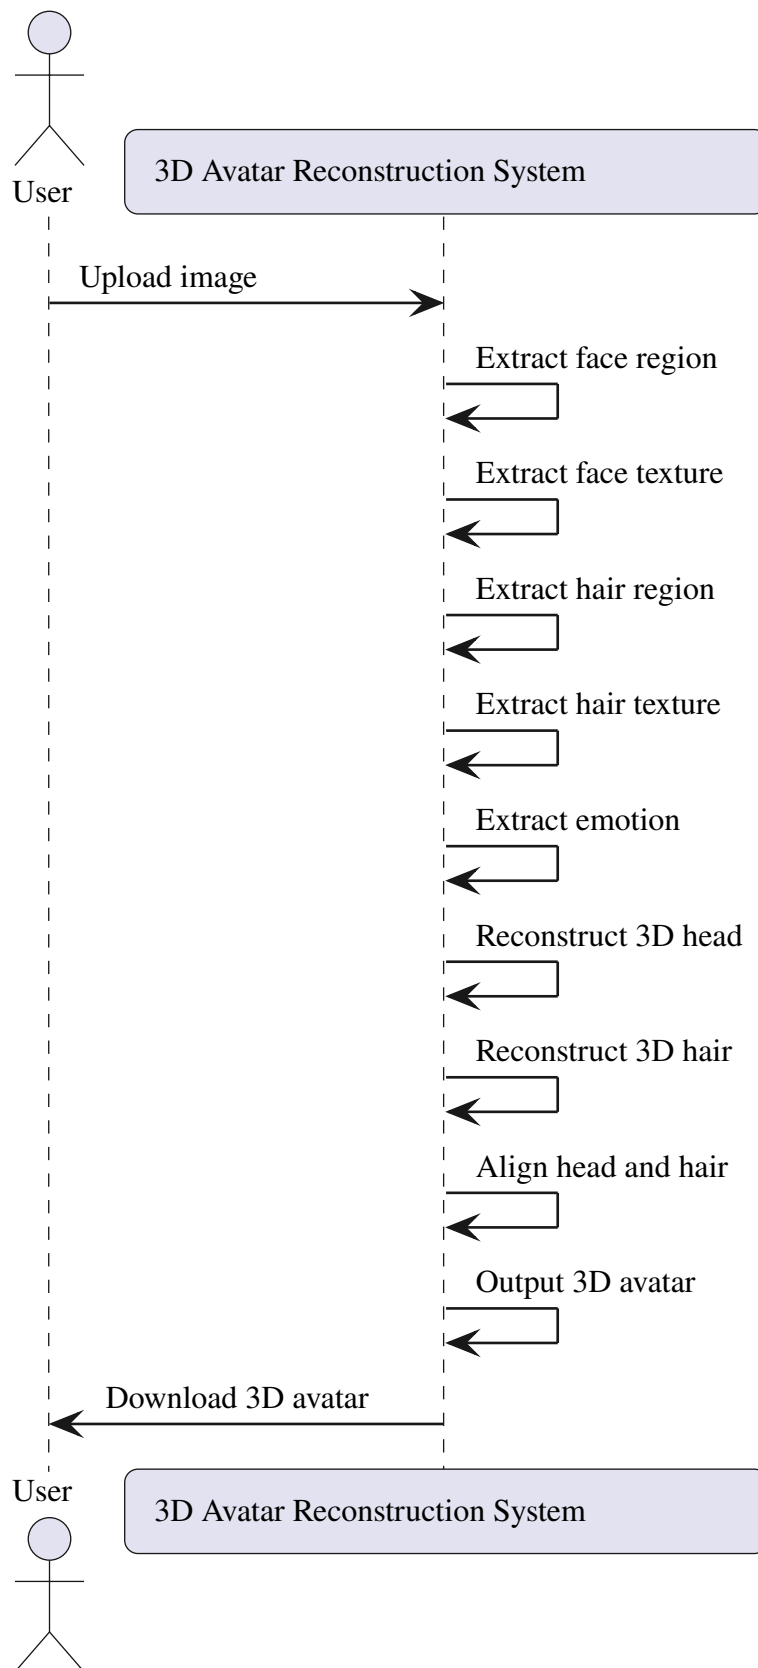 User
3D Avatar Reconstruction System
Upload image
Extract face region
Extract face texture
Extract hair region
Extract hair texture
Extract emotion
Reconstruct 3D head
Reconstruct 3D hair
Align head and hair
Output 3D avatar
Download 3D avatar
User
3D Avatar Reconstruction System